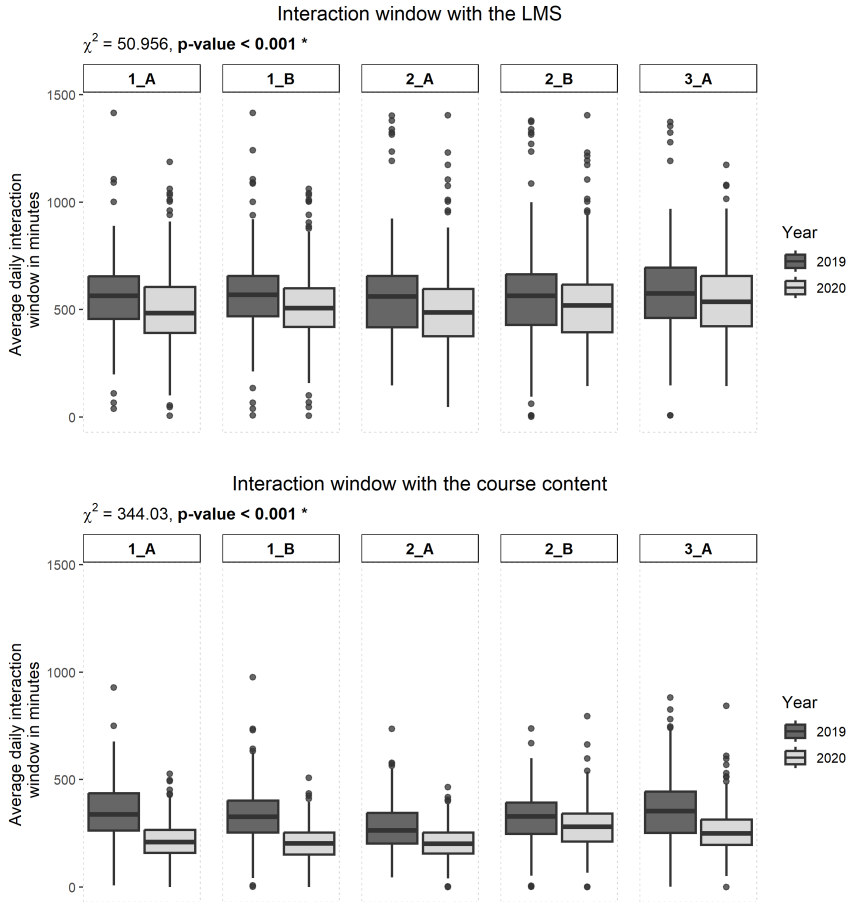 Interaction window with the LMS
χ² = 50.956, p-value < 0.001 *
1_A 1_B 2_A 2_B 3_A
1500
1000
500
0
Average daily interaction
window in minutes
Year
2019
2020
Interaction window with the course content
χ² = 344.03, p-value < 0.001 *
1_A 1_B 2_A 2_B 3_A
1500
1000
500
0
Average daily interaction
window in minutes
Year
2019
2020